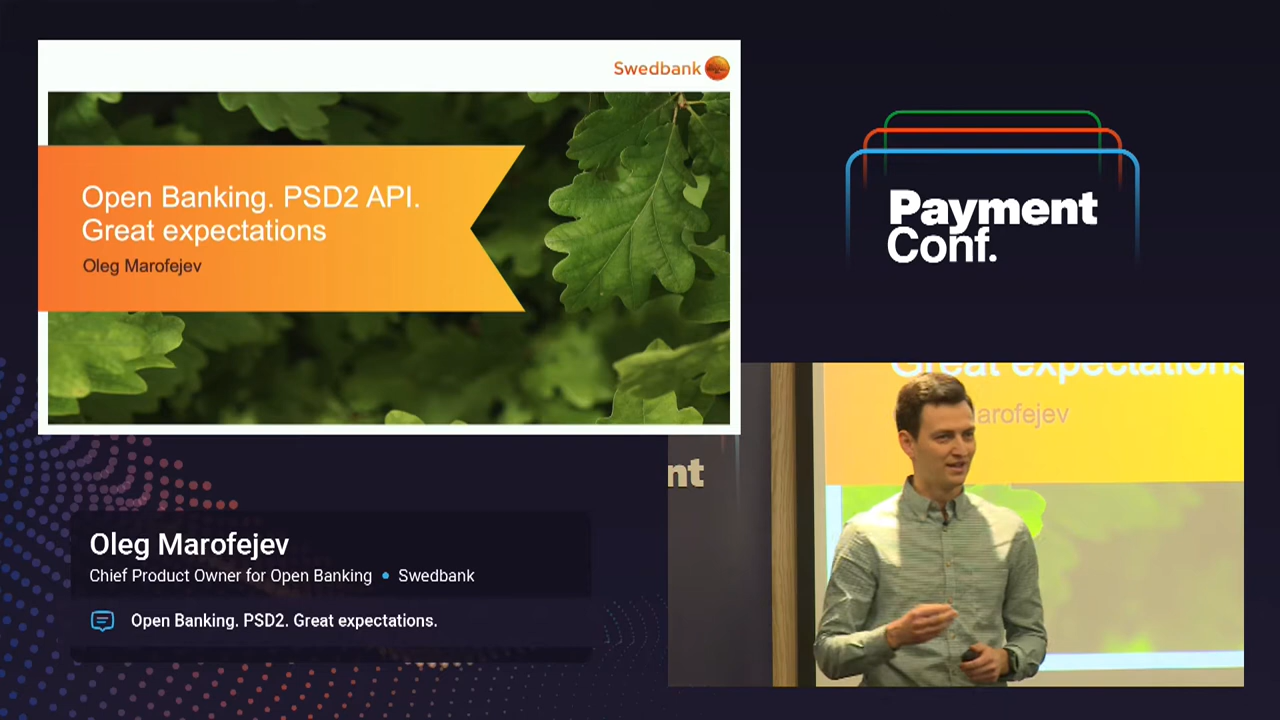 Swedbank
Open Banking. PSD2 API.
Great expectations
Oleg Marofejev
Payment
Conf.
Great expectations
arofejev
nt
Oleg Marofejev
Chief Product Owner for Open Banking • Swedbank
Open Banking. PSD2. Great expectations.